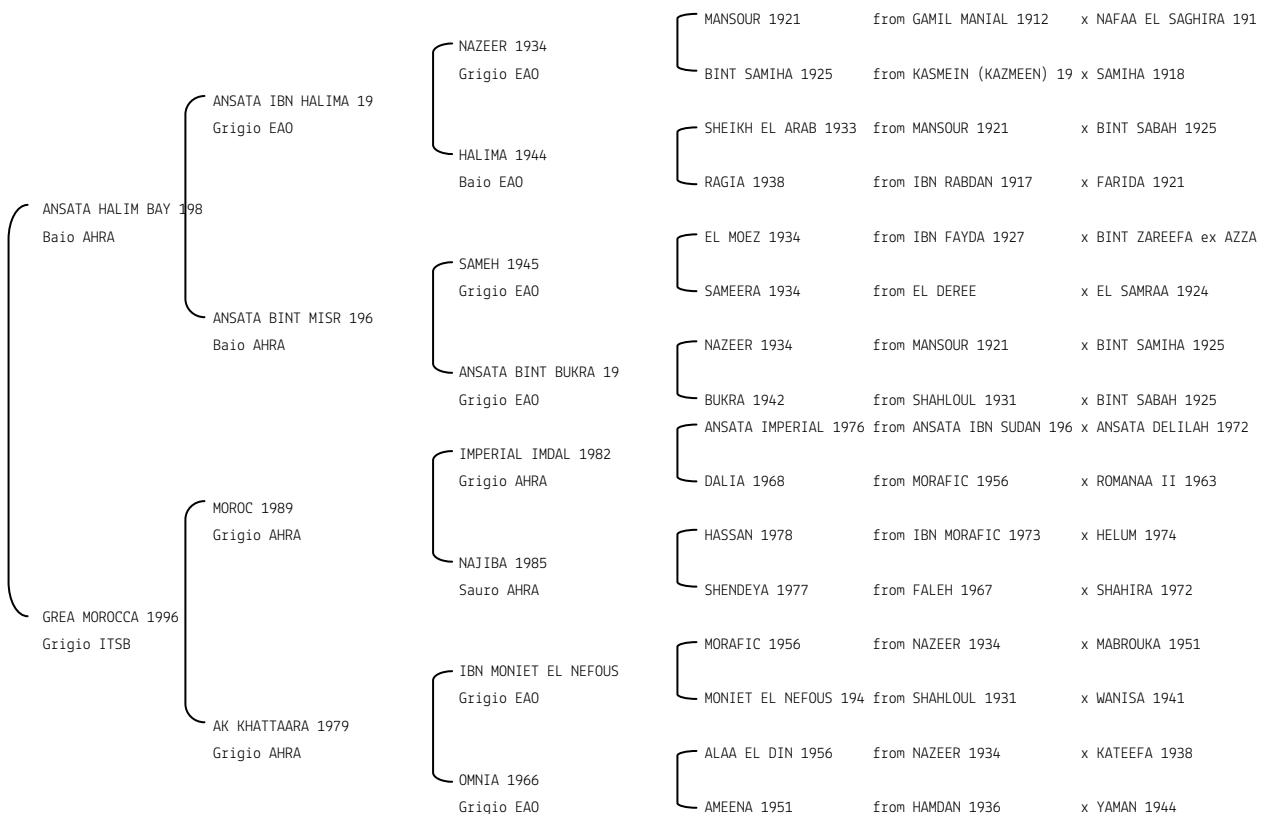 MANSOUR 1921 from GAMIL MANIAL 1912 x NAFAA EL SAGHIRA 191
NAZEER 1934
Grigio EAO
BINT SAMIHA 1925 from KASMEIN (KAZMEEN) 19 x SAMIHA 1918
ANSATA IBN HALIMA 19
Grigio EAO
SHEIKH EL ARAB 1933 from MANSOUR 1921 x BINT SABAH 1925
HALIMA 1944
Baio EAO
RAGIA 1938 from IBN RABDAN 1917 x FARIDA 1921
ANSATA HALIM BAY 198
Baio AHRA
EL MOEZ 1934 from IBN FAYDA 1927 x BINT ZAREEFA ex AZZA
SAMEH 1945
Grigio EAO
SAMEERA 1934 from EL DEREE x EL SAMRAA 1924
ANSATA BINT MISR 196
Baio AHRA
NAZEER 1934 from MANSOUR 1921 x BINT SAMIHA 1925
ANSATA BINT BUKRA 19
Grigio EAO
BUKRA 1942 from SHAHLOUL 1931 x BINT SABAH 1925
ANSATA IMPERIAL 1976 from ANSATA IBN SUDAN 196 x ANSATA DELILAH 1972
IMPERIAL IMDAL 1982
Grigio AHRA
DALIA 1968 from MORAFIC 1956 x ROMANAA II 1963
MOROC 1989
Grigio AHRA
HASSAN 1978 from IBN MORAFIC 1973 x HELUM 1974
NAJIBA 1985
Sauro AHRA
SHENDEYA 1977 from FALEH 1967 x SHAHIRA 1972
GREA MOROCCA 1996
Grigio ITSB
MORAFIC 1956 from NAZEER 1934 x MABROUKA 1951
IBN MONIET EL NEFOUS
Grigio EAO
MONIET EL NEFOUS 194 from SHAHLOUL 1931 x WANISA 1941
AK KHATTAARA 1979
Grigio AHRA
ALAA EL DIN 1956 from NAZEER 1934 x KATEEFA 1938
OMNIA 1966
Grigio EAO
AMEENA 1951 from HAMDAN 1936 x YAMAN 1944